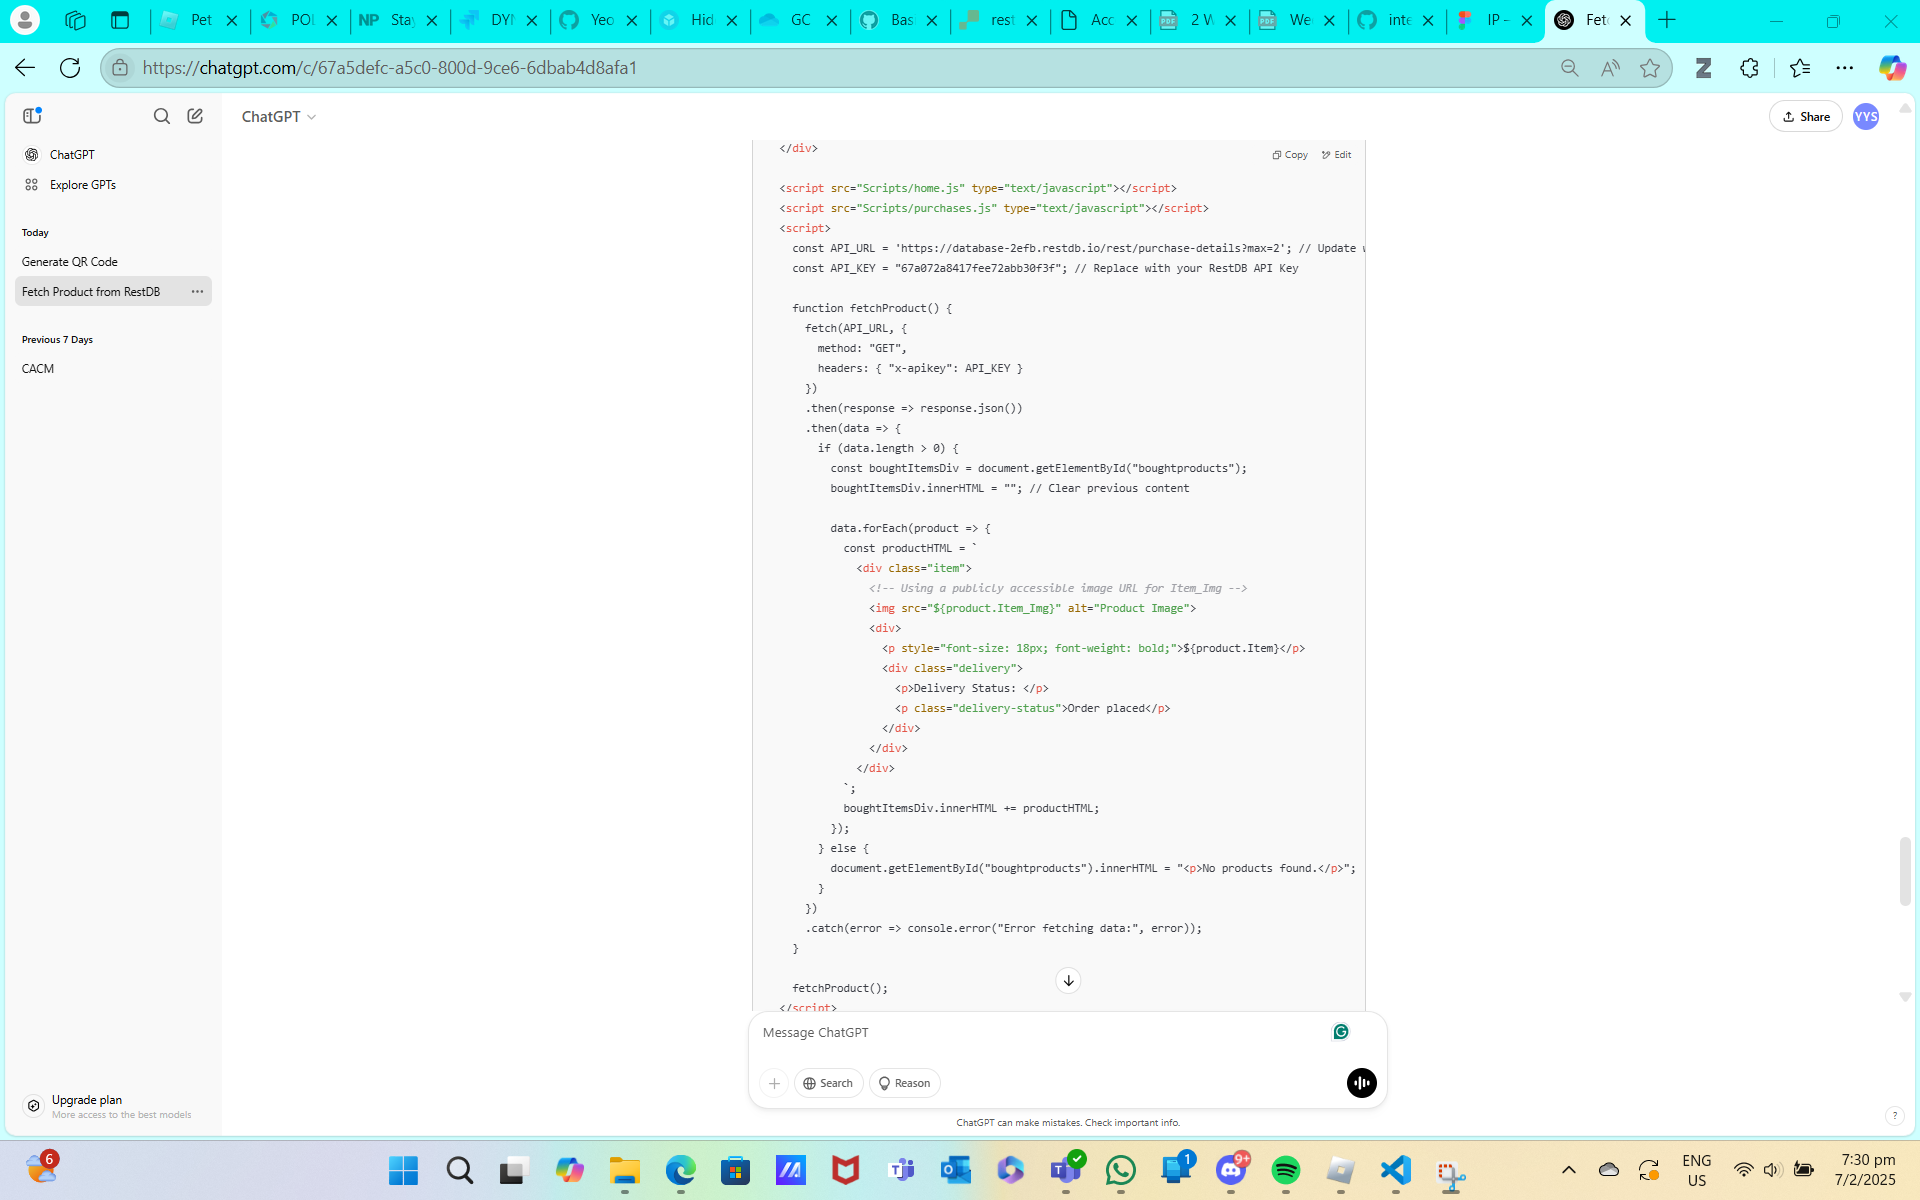 Pet
POI
NP Stay
DYN
Yeo
Hid
GC
Bas
rest
Acc
2 W
We
inte
IP -
Fet
https://chatgpt.com/c/67a5defc-a5c0-800d-9ce6-6dbab4d8afa1
ChatGPT
Share
YYS
ChatGPT
Explore GPTs
Today
Generate QR Code
Fetch Product from RestDB
Previous 7 Days
CACM
Upgrade plan
More access to the best models
Copy Edit
</div>
<script src="Scripts/home.js" type="text/javascript"></script>
<script src="Scripts/purchases.js" type="text/javascript"></script>
<script>
const API_URL = 'https://database-2efb.restdb.io/rest/purchase-details?max=2'; // Update
const API_KEY = "67a072a8417fee72abb30f3f"; // Replace with your RestDB API Key
function fetchProduct() {
fetch(API_URL, {
method: "GET",
headers: { "x-apikey": API_KEY }
})
.then(response => response.json())
.then(data => {
if (data.length > 0) {
const boughtItemsDiv = document.getElementById("boughtproducts");
boughtItemsDiv.innerHTML = ""; // Clear previous content
data.forEach(product => {
const productHTML = `
<div class="item">
<!-- Using a publicly accessible image URL for Item_Img -->
<img src="${product.Item_Img}" alt="Product Image">
<div>
<p style="font-size: 18px; font-weight: bold;">${product.Item}</p>
<div class="delivery">
<p>Delivery Status: </p>
<p class="delivery-status">Order placed</p>
</div>
</div>
</div>
`;
boughtItemsDiv.innerHTML += productHTML;
});
} else {
document.getElementById("boughtproducts").innerHTML = "<p>No products found.</p>";
}
})
.catch(error => console.error("Error fetching data:", error));
}
fetchProduct();
</script>
Message ChatGPT
Search
Reason
ChatGPT can make mistakes. Check important info.
?
6
1
9+
ENG
US
7:30 pm
7/2/2025